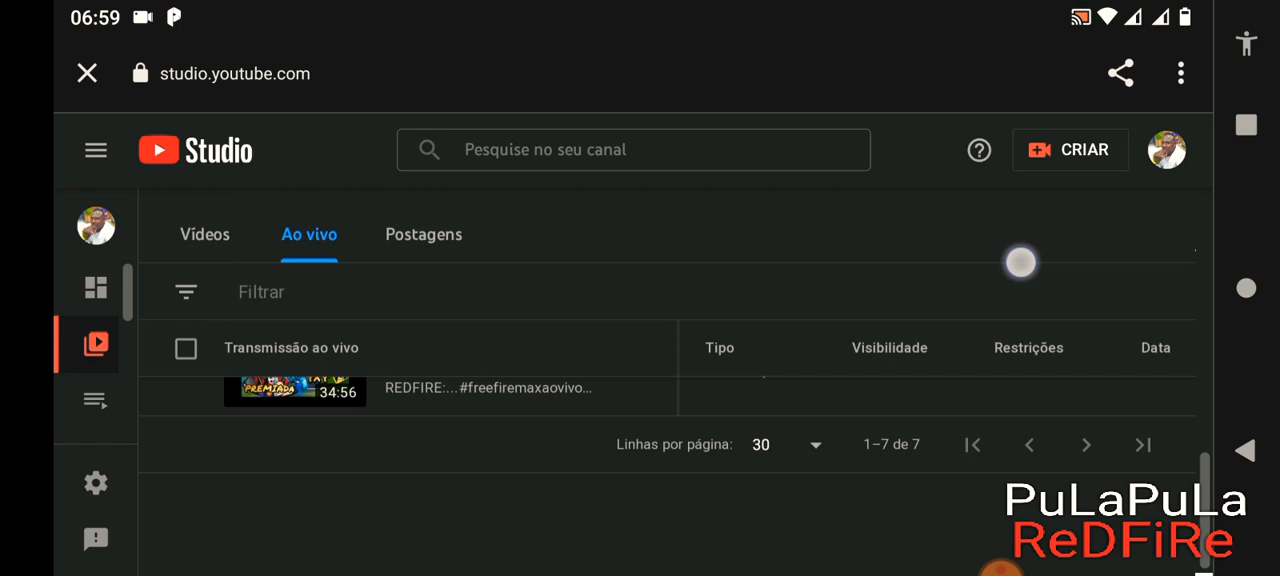 06:59
studio.youtube.com
Studio
Pesquise no seu canal
CRIAR
Vídeos
Ao vivo
Postagens
Filtrar
Transmissão ao vivo
Tipo
Visibilidade
Restrições
Data
PREMIADA
34:56
REDFIRE:...#freefiremaxaovivo...
Linhas por página:
30
1–7 de 7
PuLaPuLa
ReDFiRe